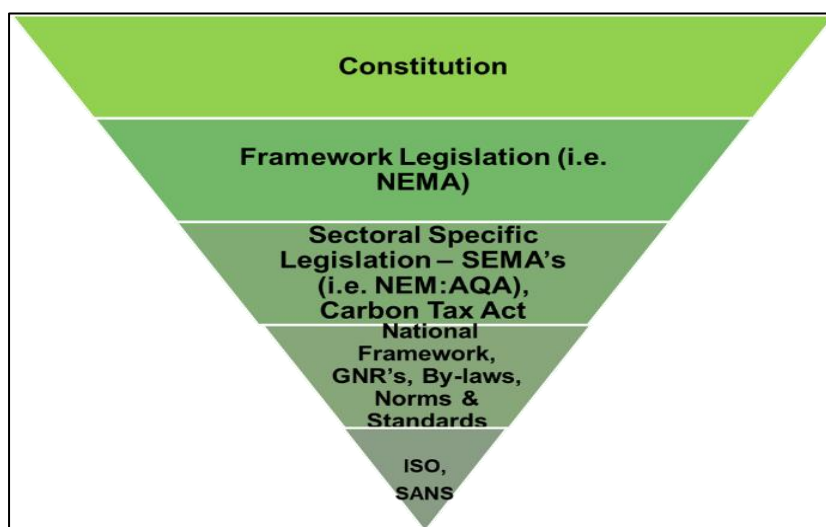 Constitution
Framework Legislation (i.e.
NEMA)
Sectoral Specific
Legislation – SEMA's
(i.e. NEM:AQA),
Carbon Tax Act
National
Framework,
GNR's, By-laws,
Norms &
Standards
ISO,
SANS